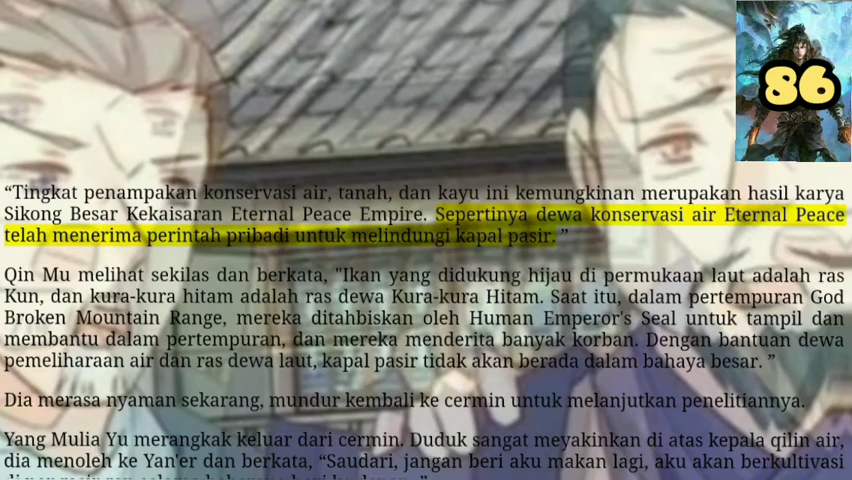 86
“Tingkat penampakan konservasi air, tanah, dan kayu ini kemungkinan merupakan hasil karya
Sikong Besar Kekaisaran Eternal Peace Empire. Sepertinya dewa konservasi air Eternal Peace
telah menerima perintah pribadi untuk melindungi kapal pasir. ”
Qin Mu melihat sekilas dan berkata, "Ikan yang didukung hijau di permukaan laut adalah ras
Kun, dan kura-kura hitam adalah ras dewa Kura-kura Hitam. Saat itu, dalam pertempuran God
Broken Mountain Range, mereka ditahbiskan oleh Human Emperor's Seal untuk tampil dan
membantu dalam pertempuran, dan mereka menderita banyak korban. Dengan bantuan dewa
pemeliharaan air dan ras dewa laut, kapal pasir tidak akan berada dalam bahaya besar. ”
Dia merasa nyaman sekarang, mundur kembali ke cermin untuk melanjutkan penelitiannya.
Yang Mulia Yu merangkak keluar dari cermin. Duduk sangat meyakinkan di atas kepala qilin air,
dia menoleh ke Yan'er dan berkata, “Saudari, jangan beri aku makan lagi, aku akan berkultivasi